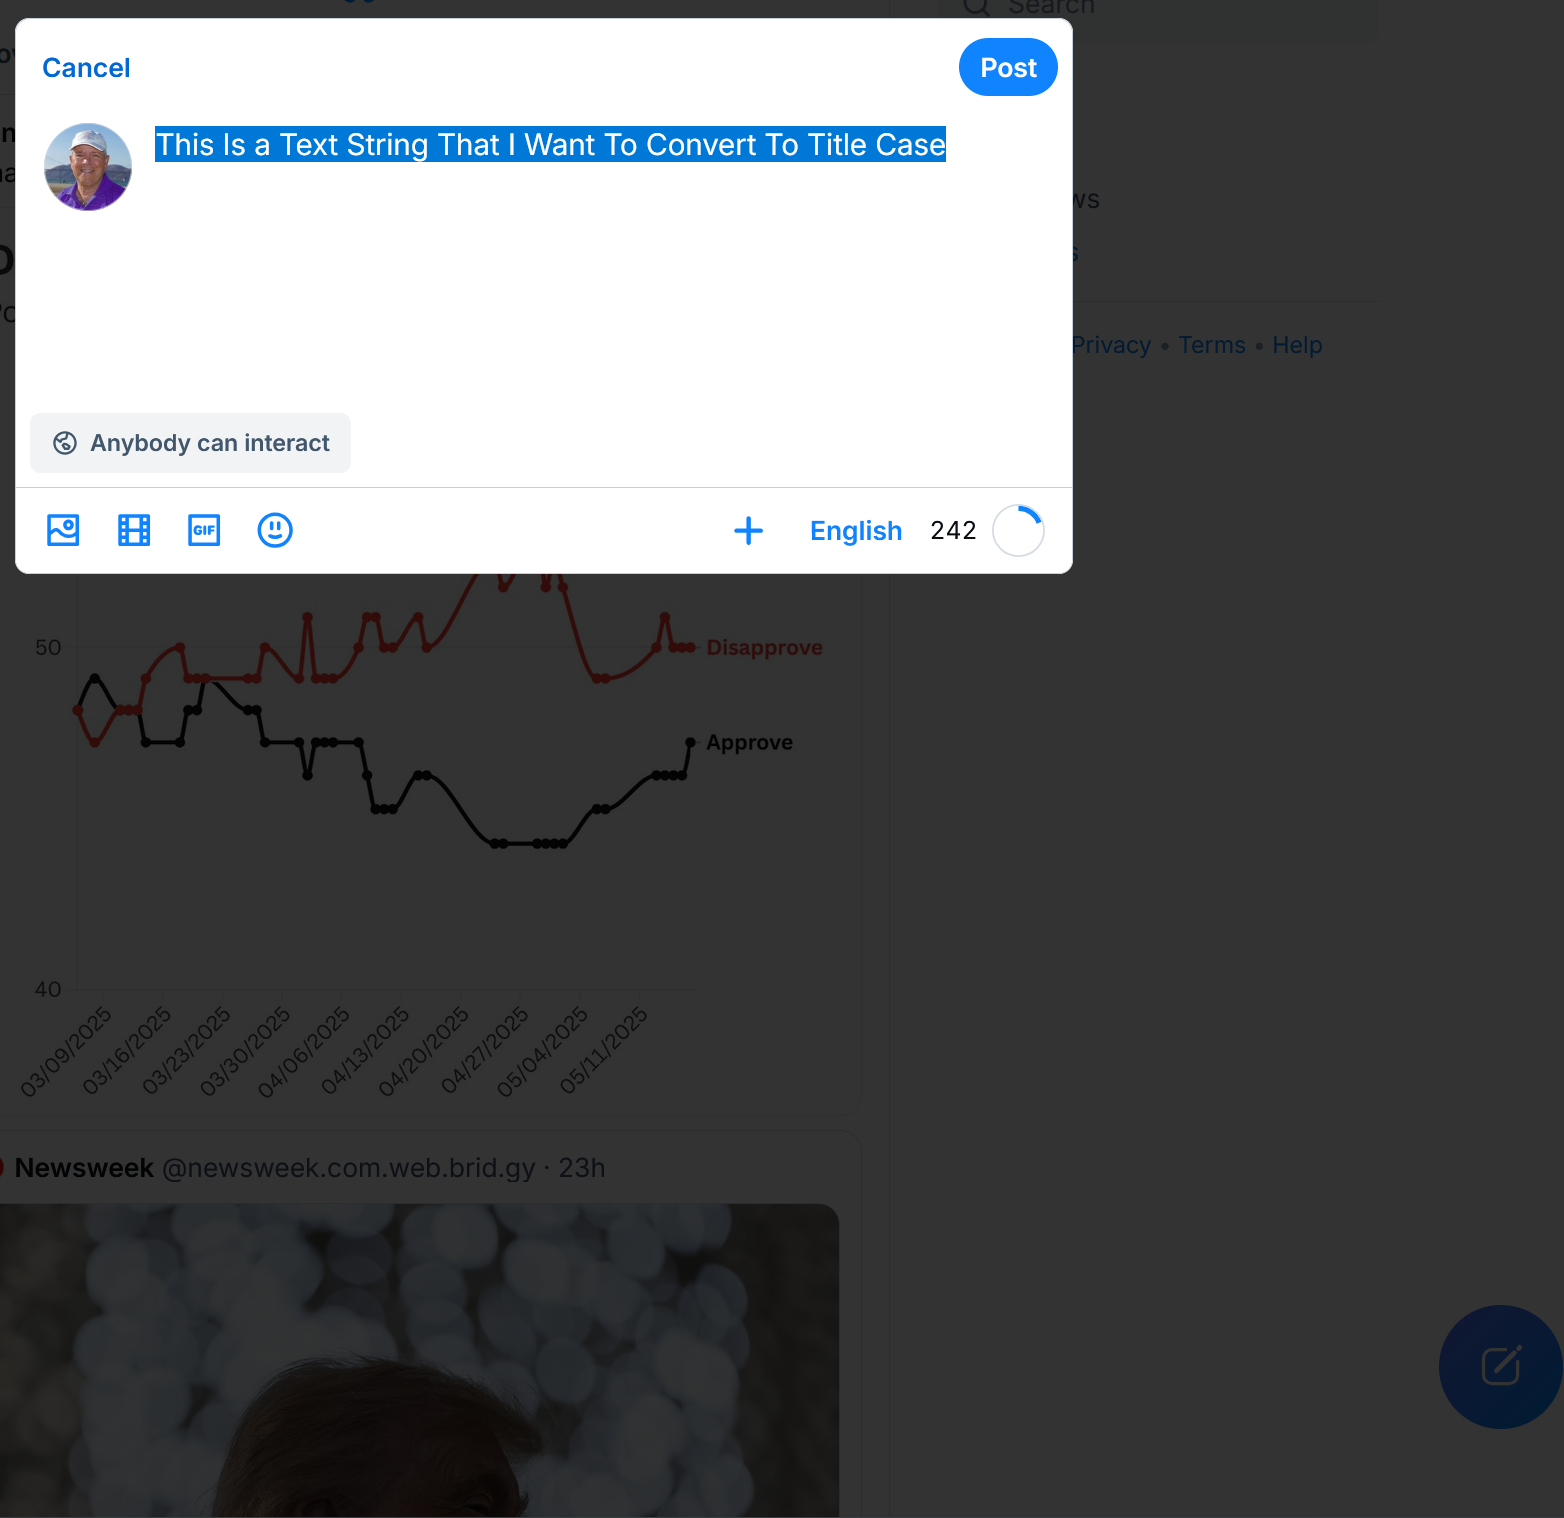 Search
Cancel
Post
This Is a Text String That I Want To Convert To Title Case
ws
s
Privacy • Terms • Help
Anybody can interact
GIF
English 242
50
Disapprove
Approve
40
03/09/2025
03/16/2025
03/23/2025
03/30/2025
04/06/2025
04/13/2025
04/20/2025
04/27/2025
05/04/2025
05/11/2025
Newsweek @newsweek.com.web.brid.gy · 23h